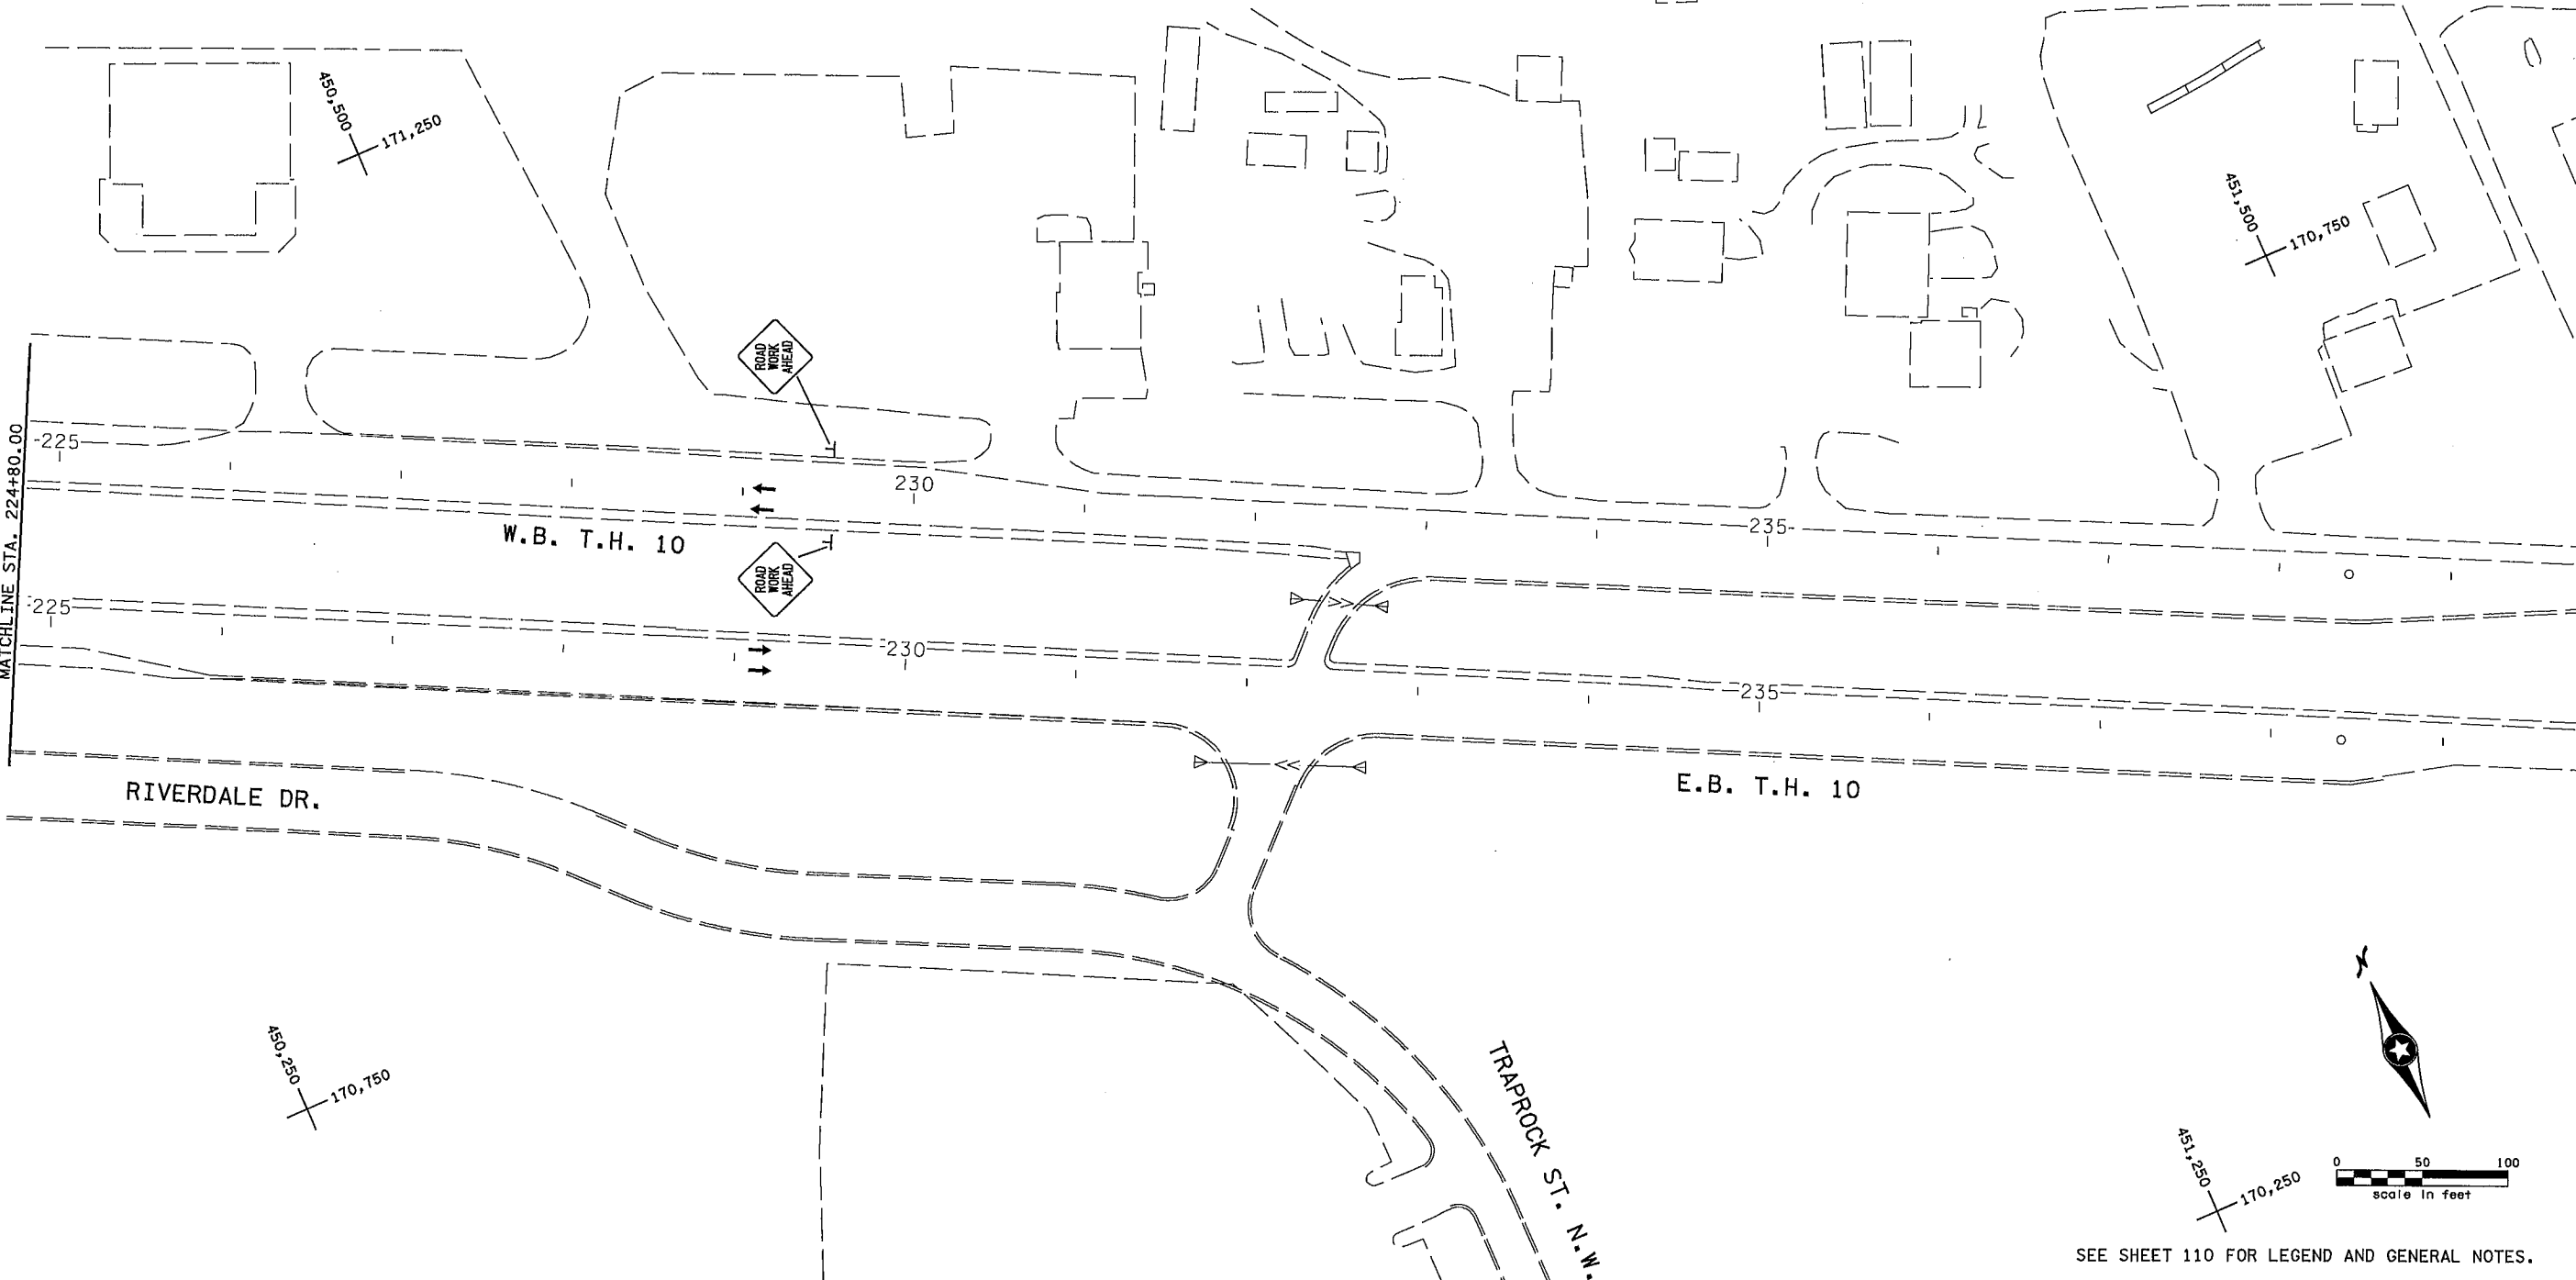 450,500
171,250
451,500
170,750
ROAD
WORK
AHEAD
MATCHLINE STA. 224+80.00
225
230
235
W.B. T.H. 10
ROAD
WORK
AHEAD
225
230
235
RIVERDALE DR.
E.B. T.H. 10
N
450,250
170,750
TRAPROCK ST. N.W.
451,250
170,250
0 50 100
scale in feet
SEE SHEET 110 FOR LEGEND AND GENERAL NOTES.